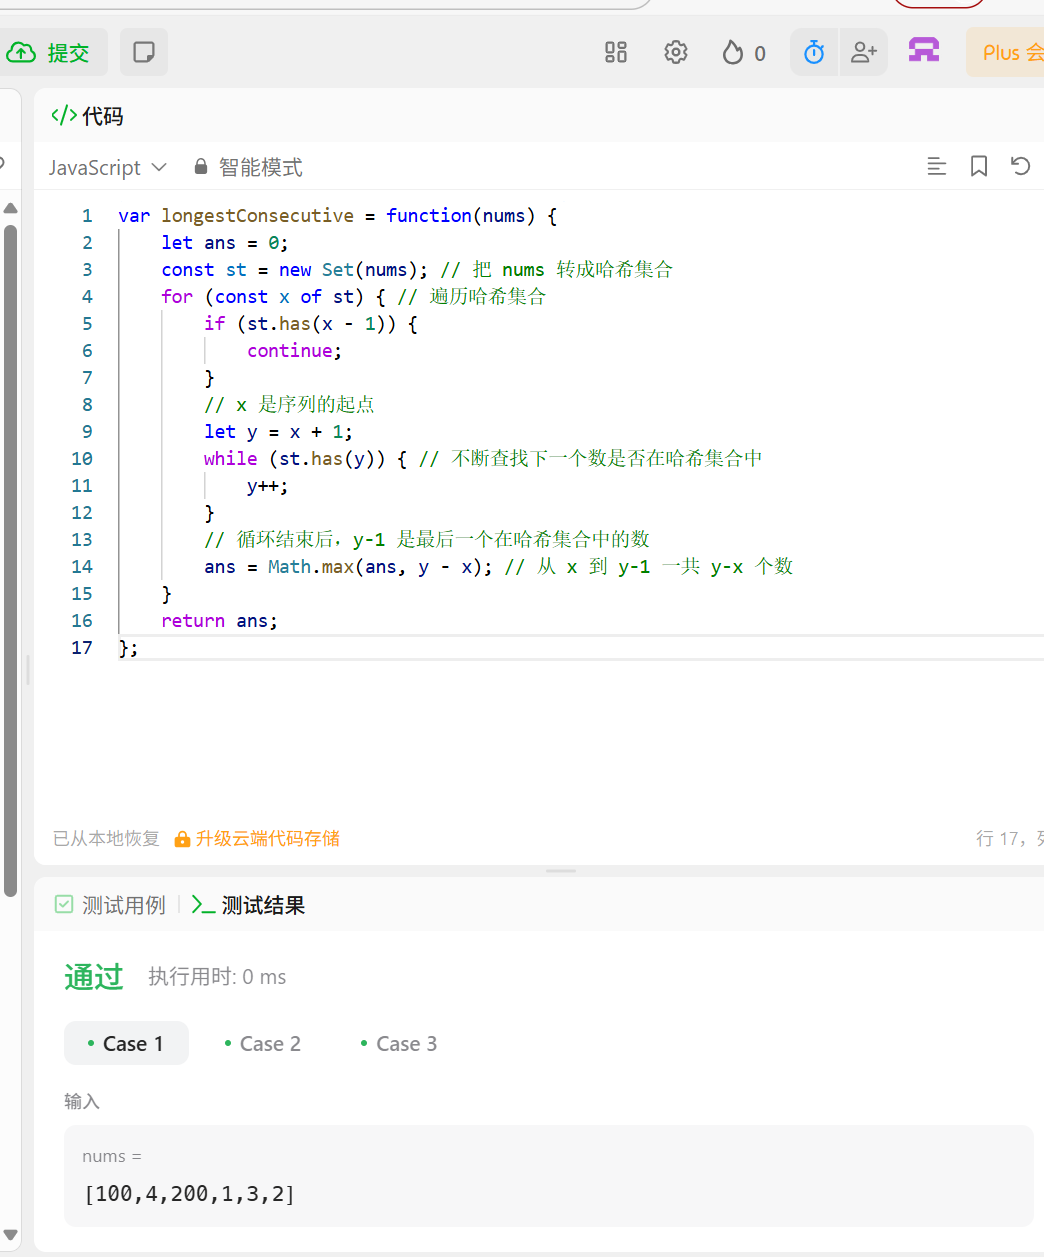 提交
0
Plus 会
</> 代码
JavaScript 智能模式
1 var longestConsecutive = function(nums) {
2 let ans = 0;
3 const st = new Set(nums); // 把 nums 转成哈希集合
4 for (const x of st) { // 遍历哈希集合
5 if (st.has(x - 1)) {
6 continue;
7 }
8 // x 是序列的起点
9 let y = x + 1;
10 while (st.has(y)) { // 不断查找下一个数是否在哈希集合中
11 y++;
12 }
13 // 循环结束后，y-1 是最后一个在哈希集合中的数
14 ans = Math.max(ans, y - x); // 从 x 到 y-1 一共 y-x 个数
15 }
16 return ans;
17 };
已从本地恢复 升级云端代码存储 行 17，
测试用例 测试结果
通过 执行用时: 0 ms
• Case 1 • Case 2 • Case 3
输入
nums =
[100,4,200,1,3,2]